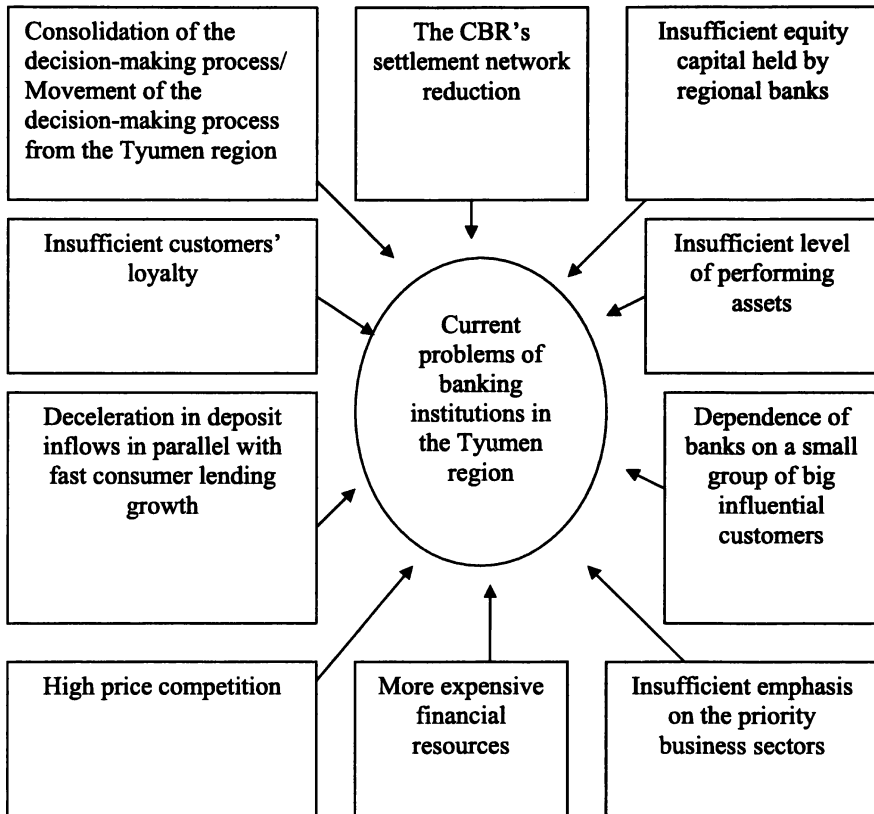 Consolidation of the
decision-making process/
Movement of the
decision-making process
from the Tyumen region
The CBR's
settlement network
reduction
Insufficient equity
capital held by
regional banks
Insufficient customers'
loyalty
Current
problems of
banking
institutions in
the Tyumen
region
Insufficient level
of performing
assets
Deceleration in deposit
inflows in parallel with
fast consumer lending
growth
Dependence of
banks on a small
group of big
influential
customers
High price competition
More expensive
financial
resources
Insufficient emphasis
on the priority
business sectors